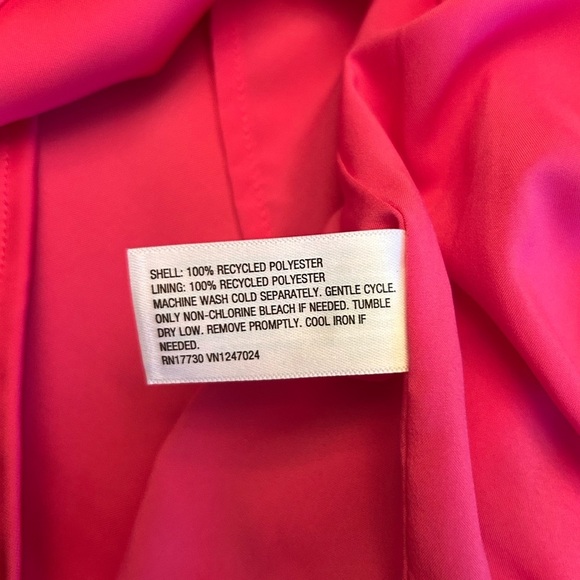 SHELL: 100% RECYCLED POLYESTER
LINING: 100% RECYCLED POLYESTER
MACHINE WASH COLD SEPARATELY. GENTLE CYCLE.
ONLY NON-CHLORINE BLEACH IF NEEDED. TUMBLE
DRY LOW. REMOVE PROMPTLY. COOL IRON IF
NEEDED.
RN17730 VN1247024